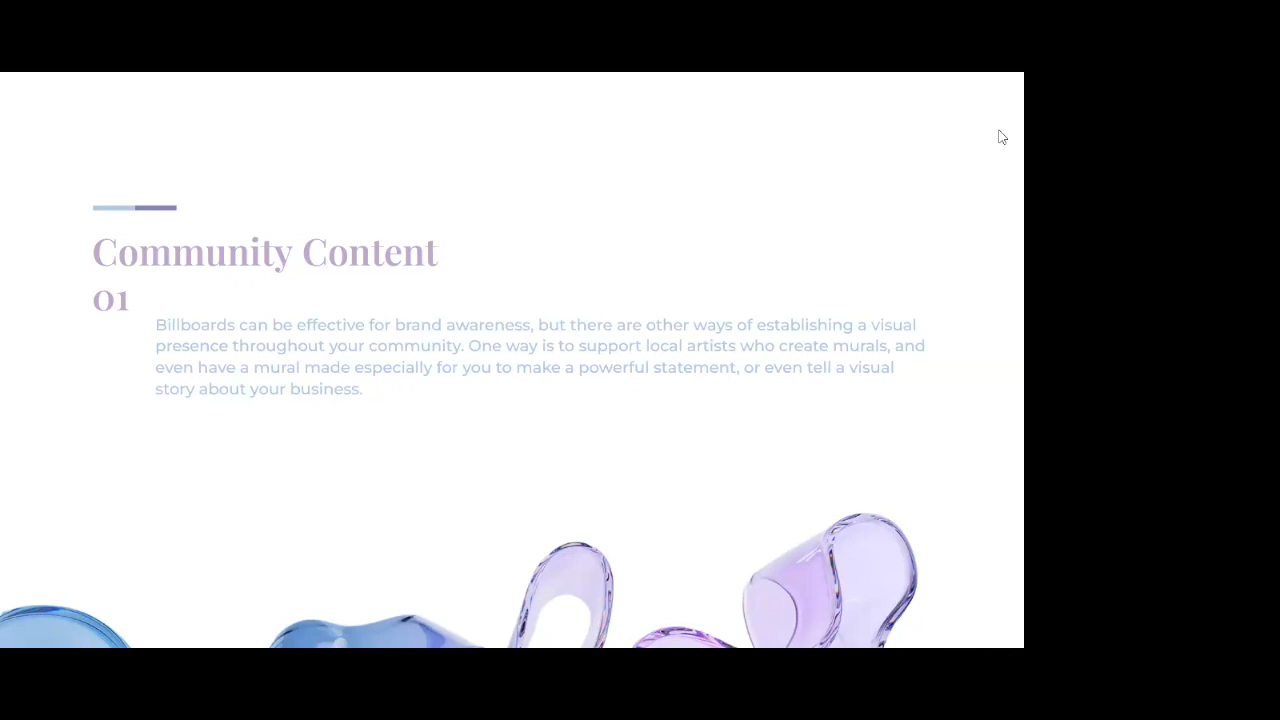 Community Content
01
Billboards can be effective for brand awareness, but there are other ways of establishing a visual
presence throughout your community. One way is to support local artists who create murals, and
even have a mural made especially for you to make a powerful statement, or even tell a visual
story about your business.